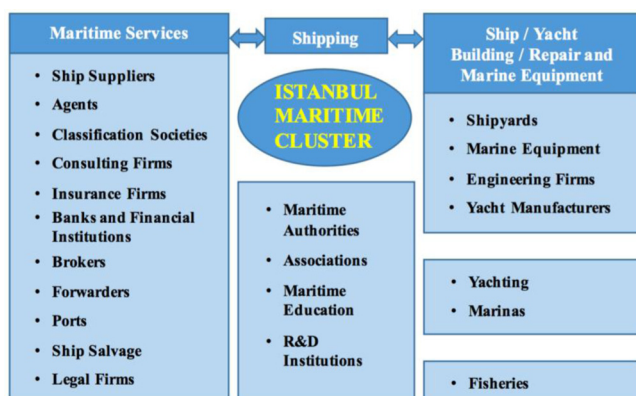 Maritime Services
Ship Suppliers
Agents
Classification Societies
Consulting Firms
Insurance Firms
Banks and Financial
Institutions
Brokers
Forwarders
Ports
Ship Salvage
Legal Firms
Shipping
ISTANBUL
MARITIME
CLUSTER
Maritime
Authorities
Associations
Maritime
Education
R&D
Institutions
Ship / Yacht
Building / Repair and
Marine Equipment
Shipyards
Marine Equipment
Engineering Firms
Yacht Manufacturers
Yachting
Marinas
Fisheries